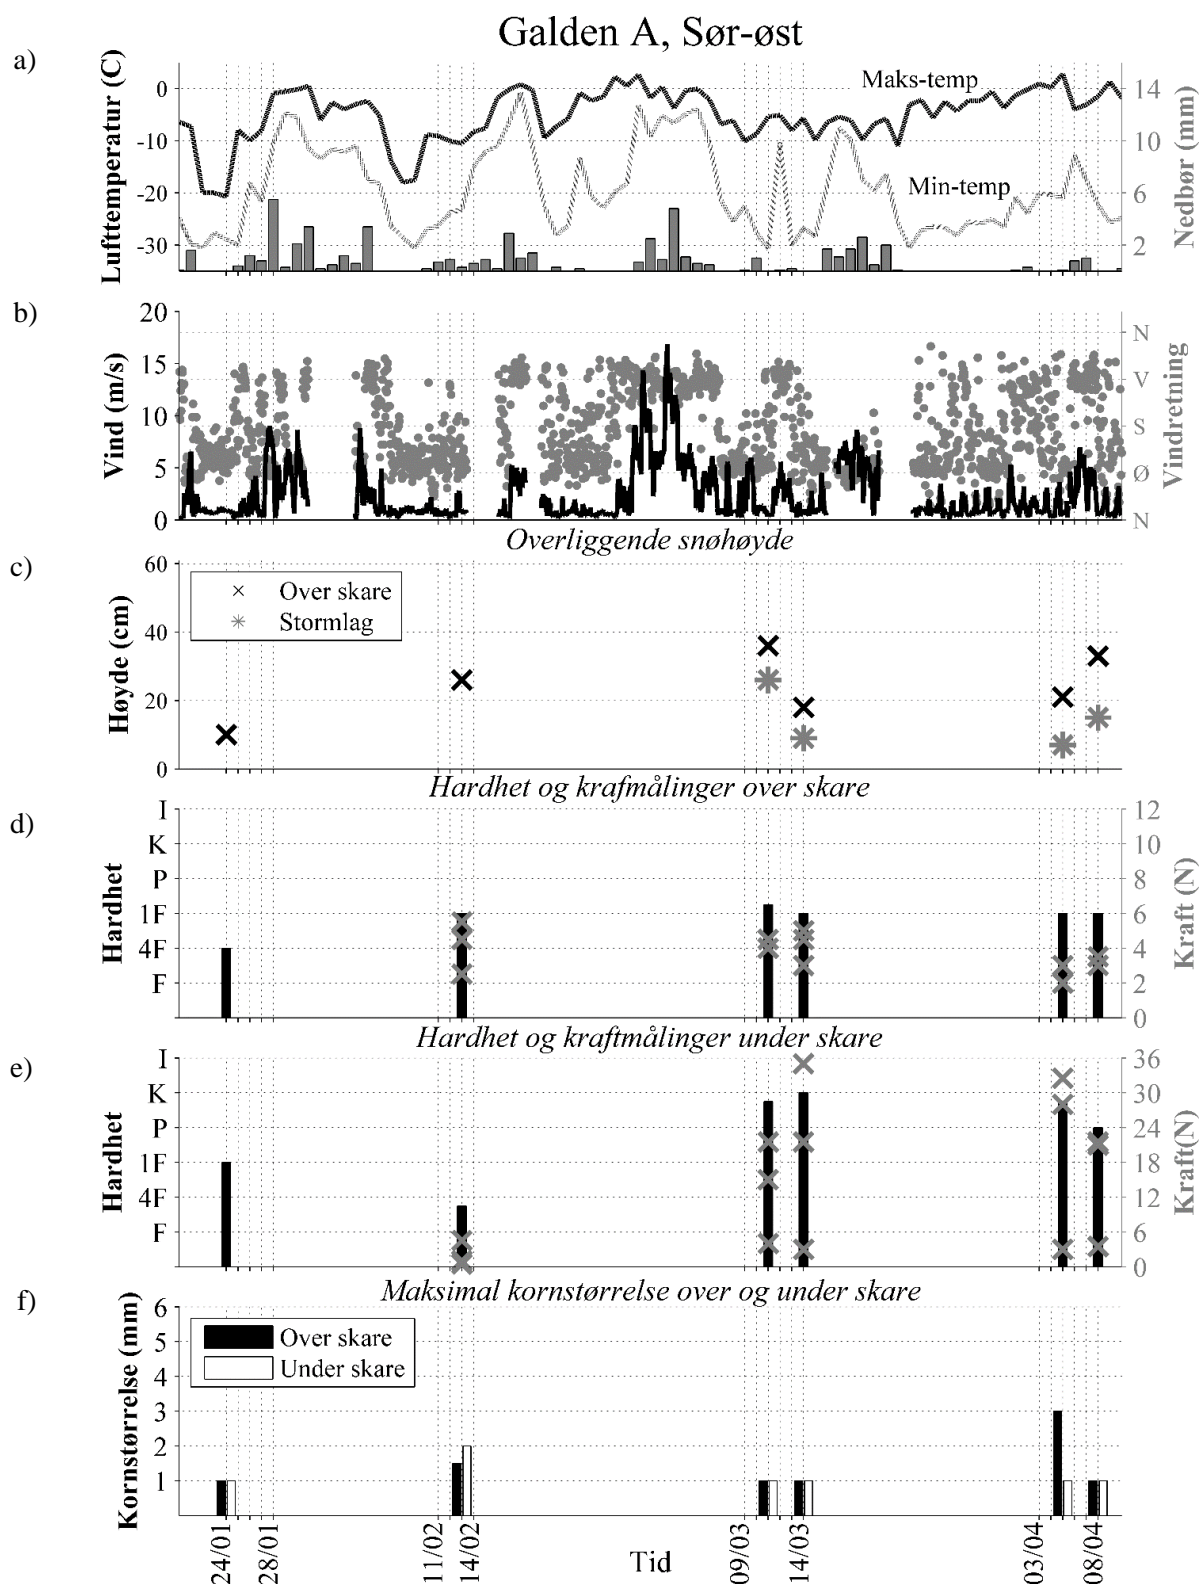 Galden A, Sør-øst
a)
Lufttemperatur (C)
0
-10
-20
-30
Maks-temp
Min-temp
14
10
6
2
Nedbør (mm)
b)
Vind (m/s)
20
15
10
5
0
N
V
S
Ø
N
Vindretning
Overliggende snøhøyde
c)
Høyde (cm)
60
40
20
0
Over skare
Stormlag
Hardhet og krafmålinger over skare
d)
Hardhet
I
K
P
1F
4F
F
12
10
8
6
4
2
0
Kraft (N)
Hardhet og kraftmålinger under skare
e)
Hardhet
I
K
P
1F
4F
F
36
30
24
18
12
6
0
Kraft(N)
Maksimal kornstørrelse over og under skare
f)
Kornstørrelse (mm)
6
5
4
3
2
1
Over skare
Under skare
24/01
28/01
11/02
14/02
09/03
14/03
03/04
08/04
Tid